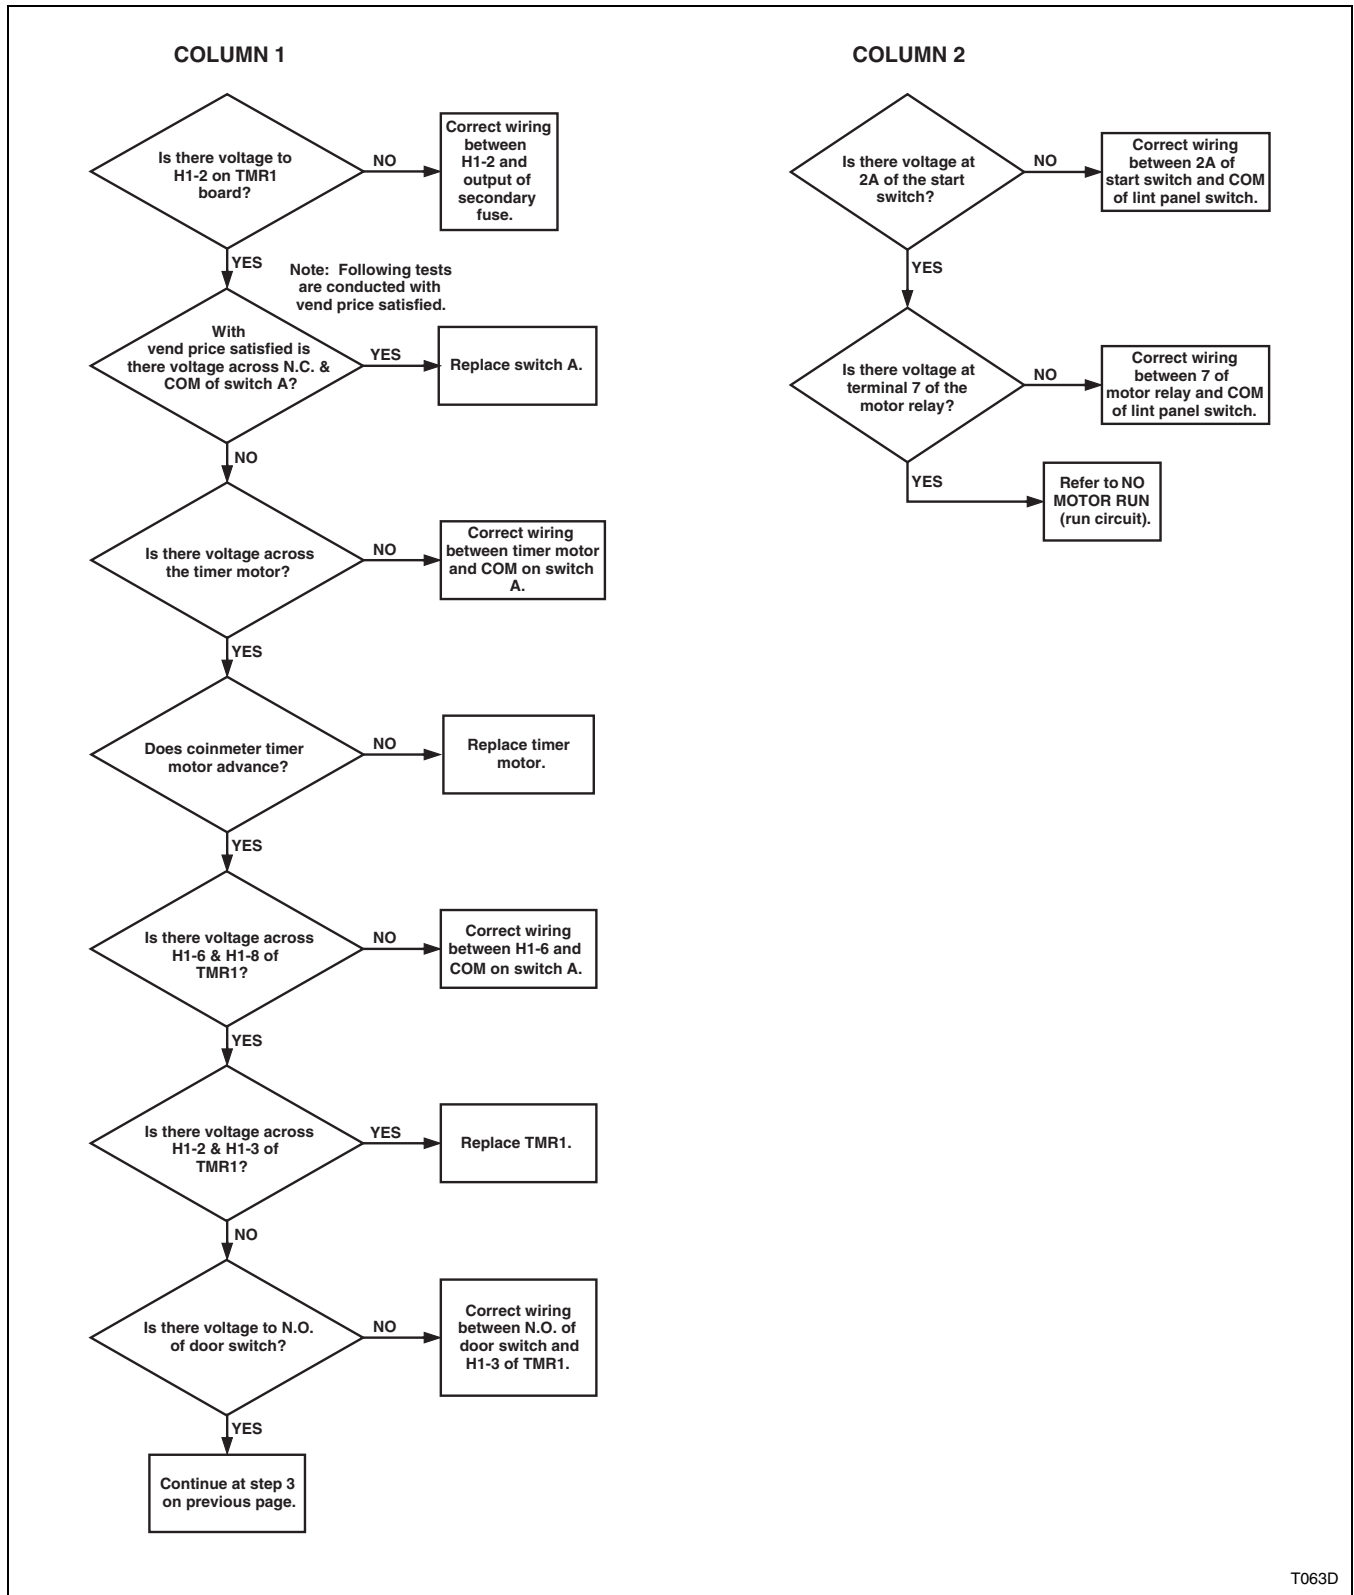 COLUMN 1
Is there voltage to
H1-2 on TMR1
board?
NO
Correct wiring
between
H1-2 and
output of
secondary
fuse.
YES
Note: Following tests
are conducted with
vend price satisfied.
With
vend price satisfied is
there voltage across N.C. &
COM of switch A?
YES
Replace switch A.
NO
Is there voltage across
the timer motor?
NO
Correct wiring
between timer motor
and COM on switch
A.
YES
Does coinmeter timer
motor advance?
NO
Replace timer
motor.
YES
Is there voltage across
H1-6 & H1-8 of
TMR1?
NO
Correct wiring
between H1-6 and
COM on switch A.
YES
Is there voltage across
H1-2 & H1-3 of
TMR1?
YES
Replace TMR1.
NO
Is there voltage to N.O.
of door switch?
NO
Correct wiring
between N.O. of
door switch and
H1-3 of TMR1.
YES
Continue at step 3
on previous page.
COLUMN 2
Is there voltage at
2A of the start
switch?
NO
Correct wiring
between 2A of
start switch and COM
of lint panel switch.
YES
Is there voltage at
terminal 7 of the
motor relay?
NO
Correct wiring
between 7 of
motor relay and COM
of lint panel switch.
YES
Refer to NO
MOTOR RUN
(run circuit).
T063D